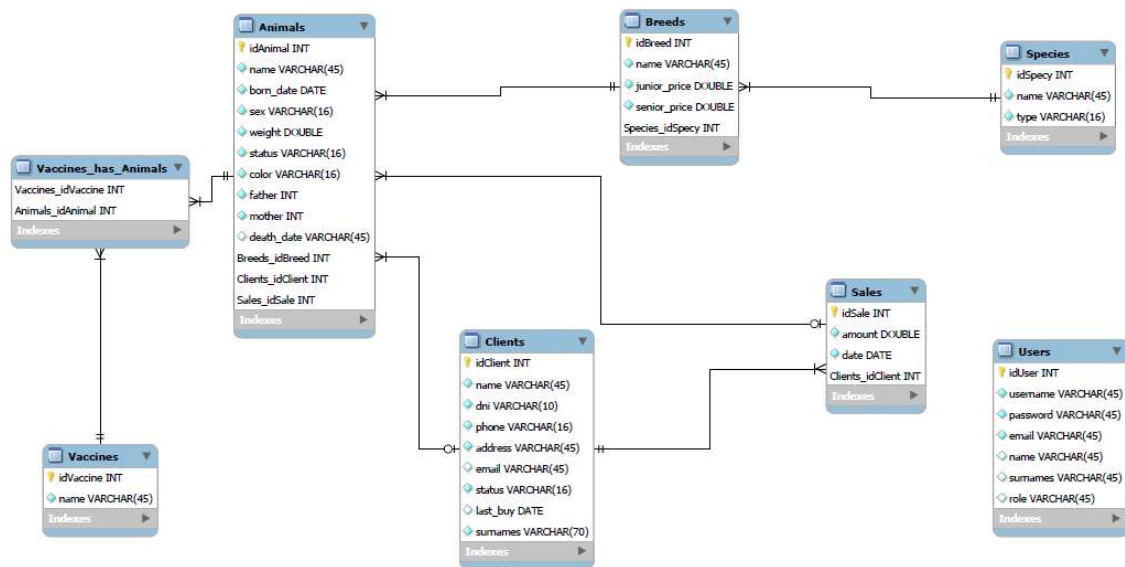 Animals
idAnimal INT
name VARCHAR(45)
born_date DATE
sex VARCHAR(16)
weight DOUBLE
status VARCHAR(16)
color VARCHAR(16)
father INT
mother INT
death_date VARCHAR(45)
Breeds_idBreed INT
Clients_idClient INT
Sales_idSale INT
Indexes
Breeds
idBreed INT
name VARCHAR(45)
junior_price DOUBLE
senior_price DOUBLE
Species_idSpecy INT
Indexes
Species
idSpecy INT
name VARCHAR(45)
type VARCHAR(16)
Indexes
Vaccines_has_Animals
Vaccines_idVaccine INT
Animals_idAnimal INT
Indexes
Sales
idSale INT
amount DOUBLE
date DATE
Clients_idClient INT
Indexes
Clients
idClient INT
name VARCHAR(45)
dni VARCHAR(10)
phone VARCHAR(16)
address VARCHAR(45)
email VARCHAR(45)
status VARCHAR(16)
last_buy DATE
surnames VARCHAR(70)
Indexes
Users
idUser INT
username VARCHAR(45)
password VARCHAR(45)
email VARCHAR(45)
name VARCHAR(45)
surnames VARCHAR(45)
role VARCHAR(45)
Indexes
Vaccines
idVaccine INT
name VARCHAR(45)
Indexes